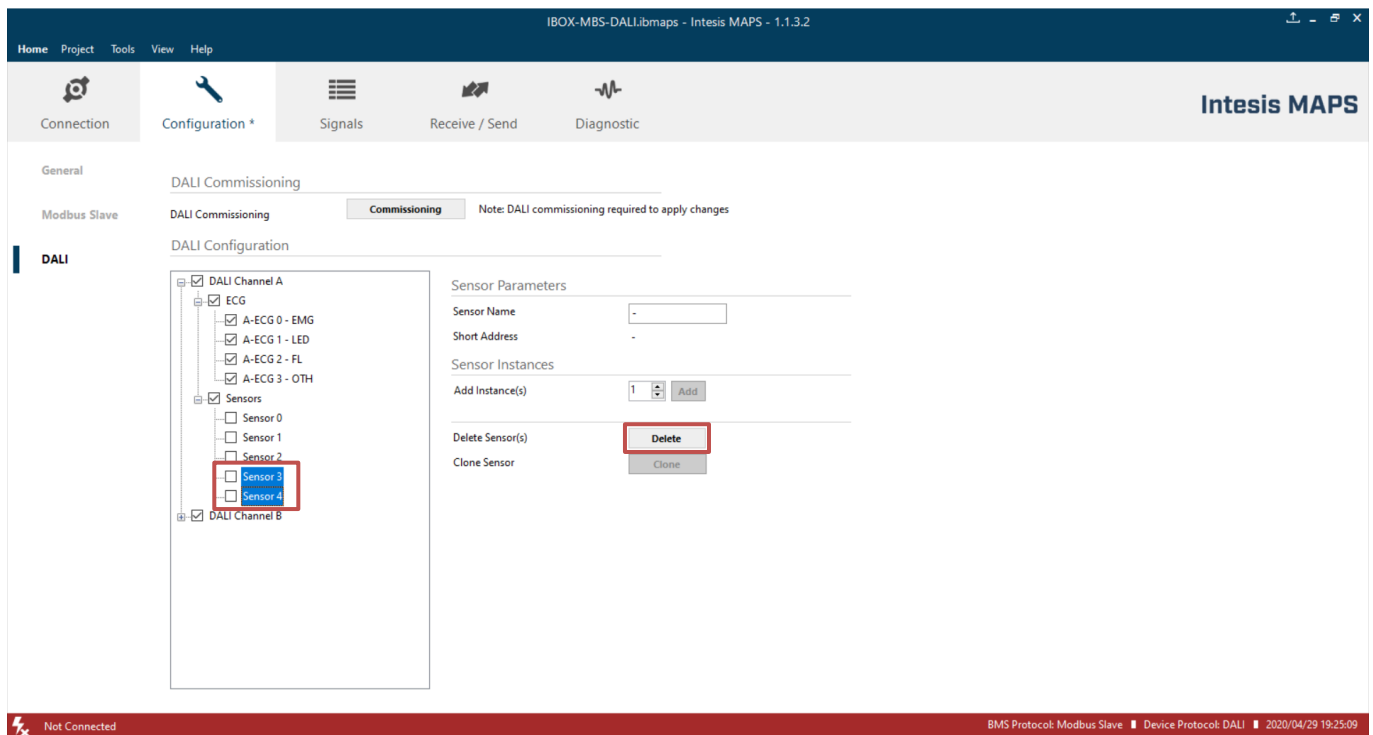 IBOX-MBS-DALI.ibmaps - Intesis MAPS - 1.1.3.2
Home Project Tools View Help
Connection Configuration * Signals Receive / Send Diagnostic
Intesis MAPS
General
Modbus Slave
DALI
DALI Commissioning
DALI Commissioning Commissioning Note: DALI commissioning required to apply changes
DALI Configuration
DALI Channel A
ECG
A-ECG 0 - EMG
A-ECG 1 - LED
A-ECG 2 - FL
A-ECG 3 - OTH
Sensors
Sensor 0
Sensor 1
Sensor 2
Sensor 3
Sensor 4
DALI Channel B
Sensor Parameters
Sensor Name -
Short Address -
Sensor Instances
Add Instance(s) 1 Add
Delete Sensor(s) Delete
Clone Sensor Clone
Not Connected
BMS Protocol: Modbus Slave Device Protocol: DALI 2020/04/29 19:25:09